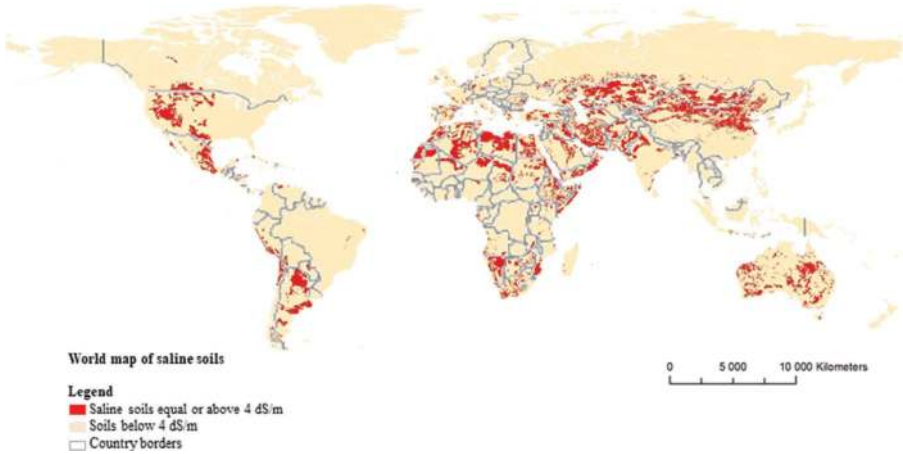 World map of saline soils
0 5 000 10 000 Kilometers
Legend
Saline soils equal or above 4 dS/m
Soils below 4 dS/m
Country borders